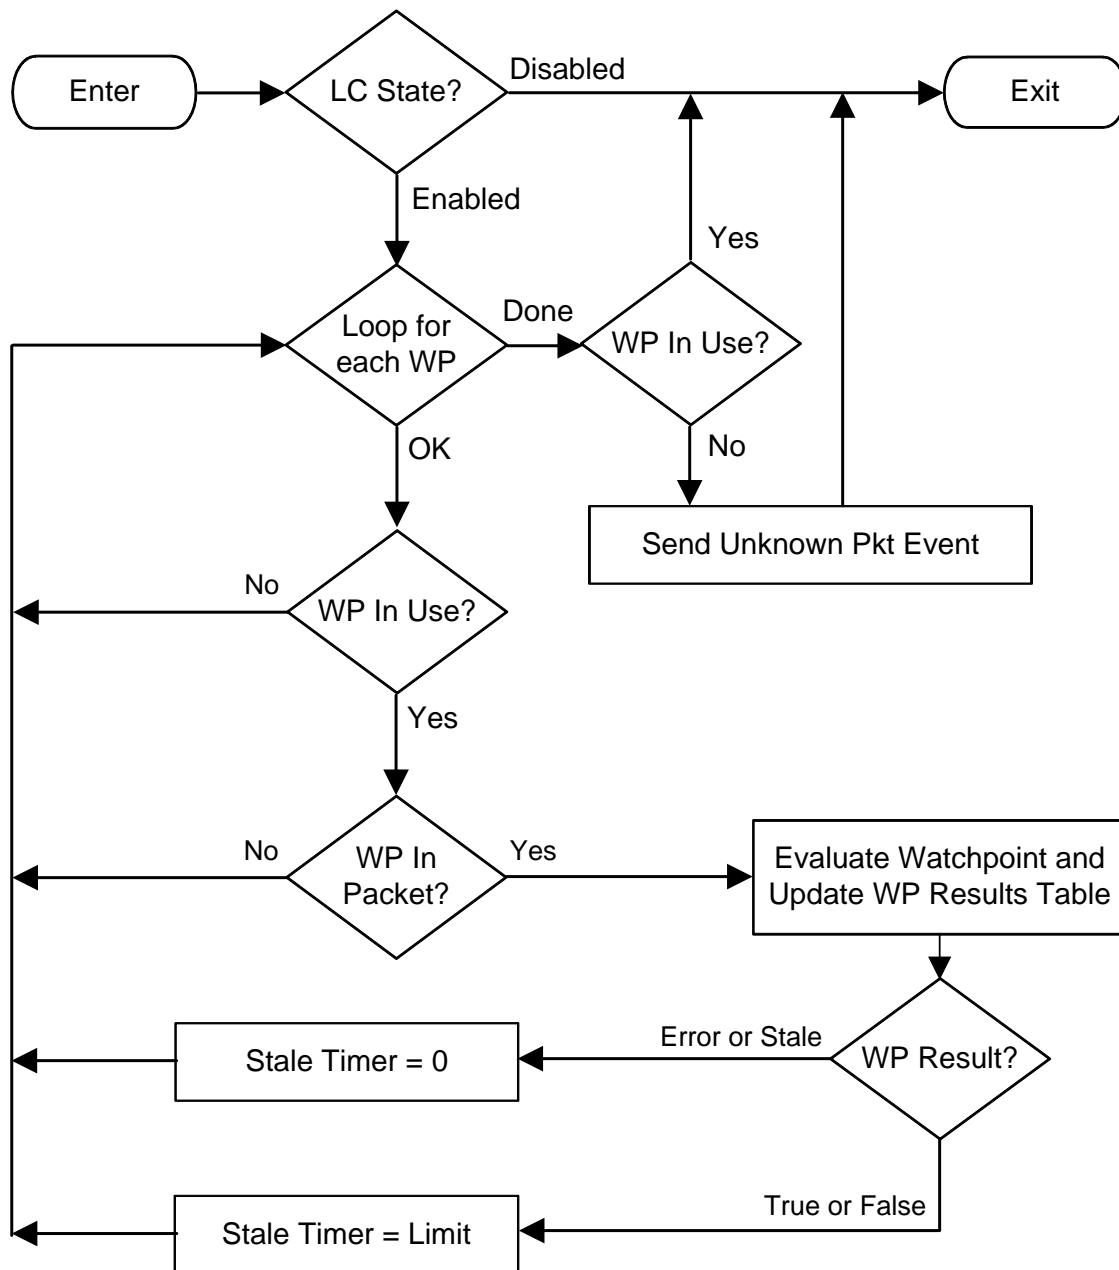 Enter
LC State?
Disabled
Exit
Enabled
Yes
Loop for
each WP
Done
WP In Use?
OK
No
Send Unknown Pkt Event
No
WP In Use?
Yes
No
WP In
Packet?
Yes
Evaluate Watchpoint and
Update WP Results Table
Stale Timer = 0
Error or Stale
WP Result?
True or False
Stale Timer = Limit